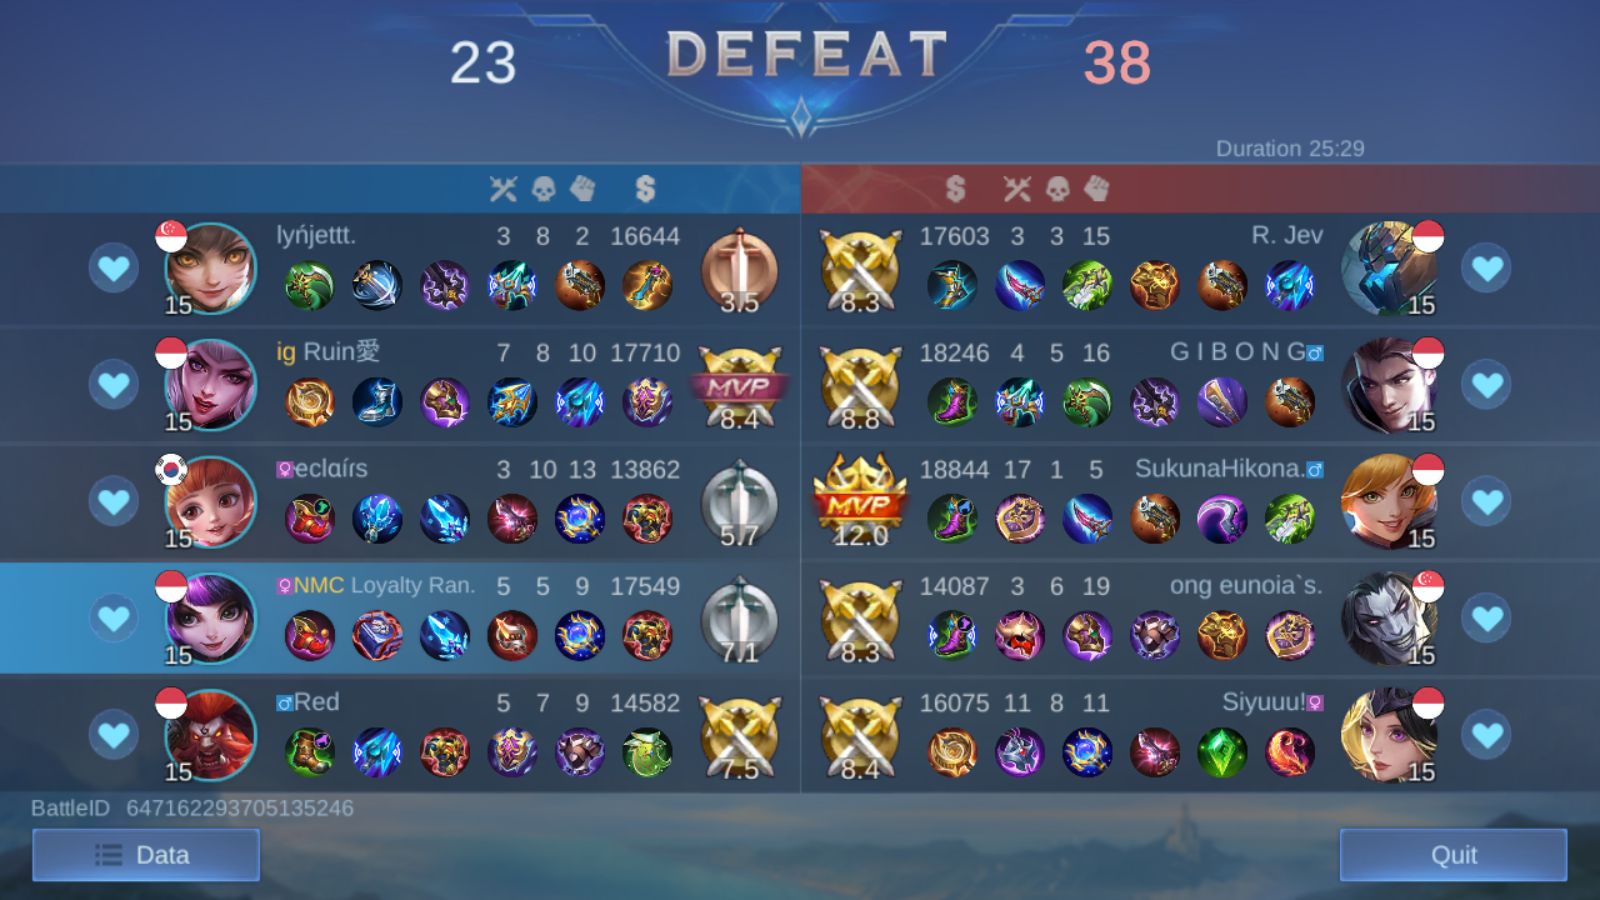 23 DEFEAT 38
Duration 25:29
lyńjettt. 3 8 2 16644
15 3.5
17603 3 3 15 R. Jev
8.3 15
ig Ruin愛 7 8 10 17710
15 MVP 8.4
18246 4 5 16 G I B O N G
8.8 15
eclαírs 3 10 13 13862
15 5.7
18844 17 1 5 SukunaHikona.
MVP 12.0 15
NMC Loyalty Ran. 5 5 9 17549
15 7.1
14087 3 6 19 ong eunoia`s.
8.3 15
Red 5 7 9 14582
15 7.5
16075 11 8 11 Siyuuu!
8.4 15
BattleID 647162293705135246
Data
Quit